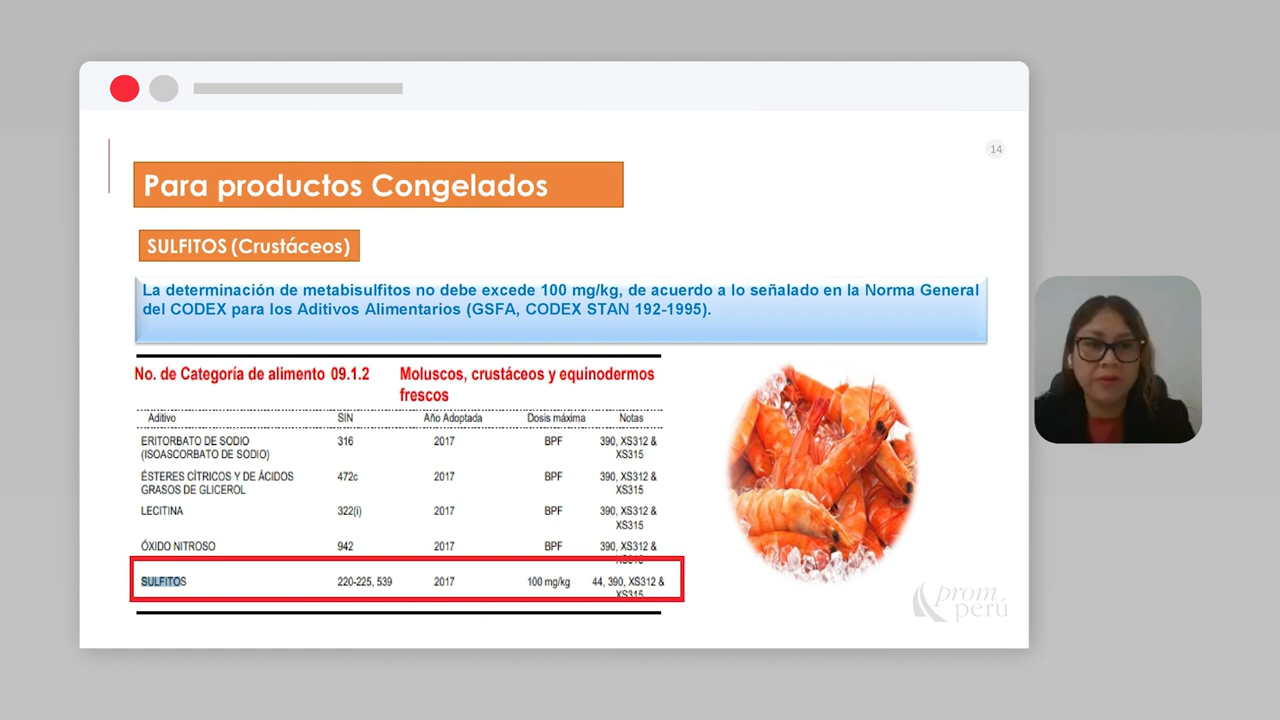 14
Para productos Congelados
SULFITOS (Crustáceos)
La determinación de metabisulfitos no debe excede 100 mg/kg, de acuerdo a lo señalado en la Norma General
del CODEX para los Aditivos Alimentarios (GSFA, CODEX STAN 192-1995).
No. de Categoría de alimento 09.1.2 Moluscos, crustáceos y equinodermos
frescos
Aditivo SIN Año Adoptada Dosis máxima Notas
ERITORBATO DE SODIO 316 2017 BPF 390, XS312 &
(ISOASCORBATO DE SODIO) XS315
ÉSTERES CÍTRICOS Y DE ÁCIDOS 472c 2017 BPF 390, XS312 &
GRASOS DE GLICEROL XS315
LECITINA 322(i) 2017 BPF 390, XS312 &
XS315
ÓXIDO NITROSO 942 2017 BPF 390, XS312 &
SULFITOS 220-225, 539 2017 100 mg/kg 44, 390, XS312 &
XS315
prom
perú